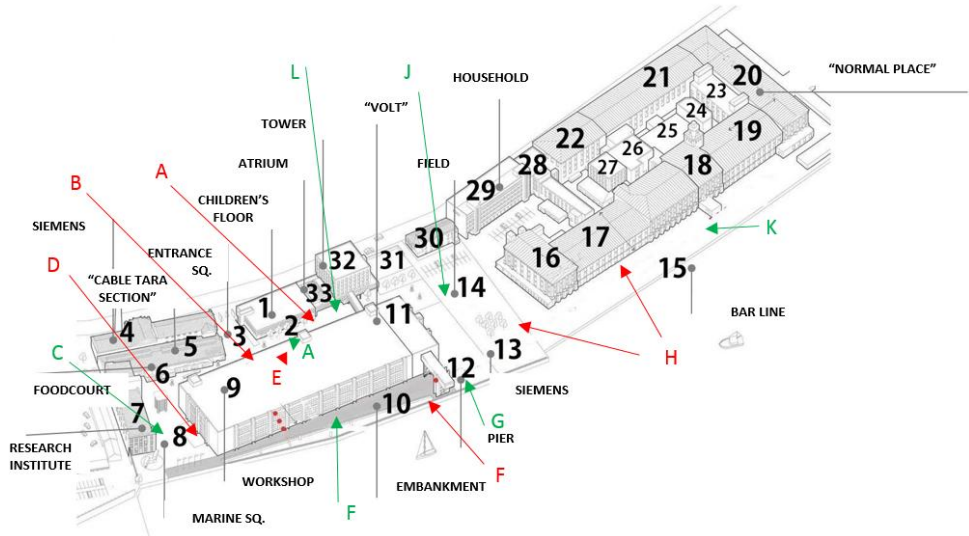 L
J
HOUSEHOLD
21
20
"NORMAL PLACE"
23
24
"VOLT"
TOWER
22
25
19
26
B
A
ATRIUM
FIELD
28
27
18
29
CHILDREN'S
FLOOR
SIEMENS
K
30
17
ENTRANCE
SQ.
16
D
32
31
15
"CABLE TARA
SECTION"
33
14
1
BAR LINE
4
3
2
11
A
H
5
13
C
E
6
12
SIEMENS
FOODCOURT
9
G
7
10
PIER
8
RESEARCH
INSTITUTE
F
WORKSHOP
EMBANKMENT
F
MARINE SQ.